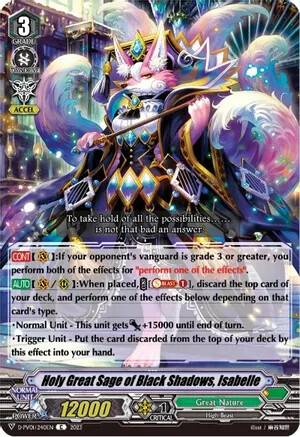 3
GRADE
ACCEL
To take hold of all the possibilities......
is not that bad an answer
CONT []:If your opponent's vanguard is grade 3 or greater, you
perform both of the effects for "perform one of the effects".
AUTO []:When placed, [1], discard the top card of
your deck, and perform one of the effects below depending on that
card's type.
•Normal Unit - This unit gets +15000 until end of turn.
•Trigger Unit - Put the card discarded from the top of your deck by
this effect into your hand.
Holy Great Sage of Black Shadows, Isabelle
NORMAL
UNIT
POWER
12000
1
CRITICAL
Great Nature
High Beast
D-PV01/240EN C 2023